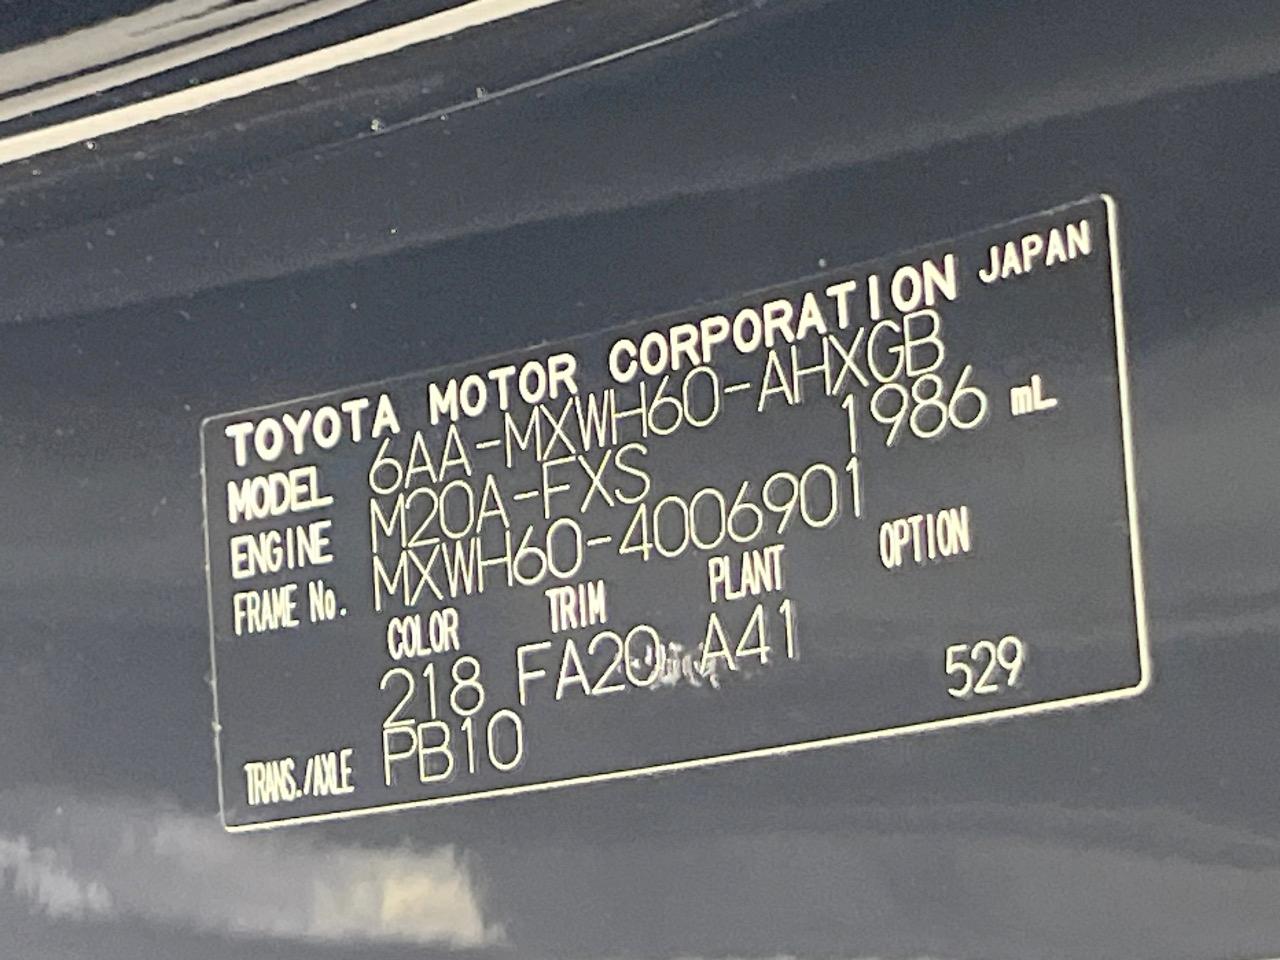 TOYOTA MOTOR CORPORATION JAPAN
MODEL 6AA-MXWH60-AHXGB
ENGINE M20A-FXS 1986 mL
FRAME No. MXWH60-4006901
COLOR TRIM PLANT OPTION
218 FA20 A41
TRANS./AXLE PB10 529